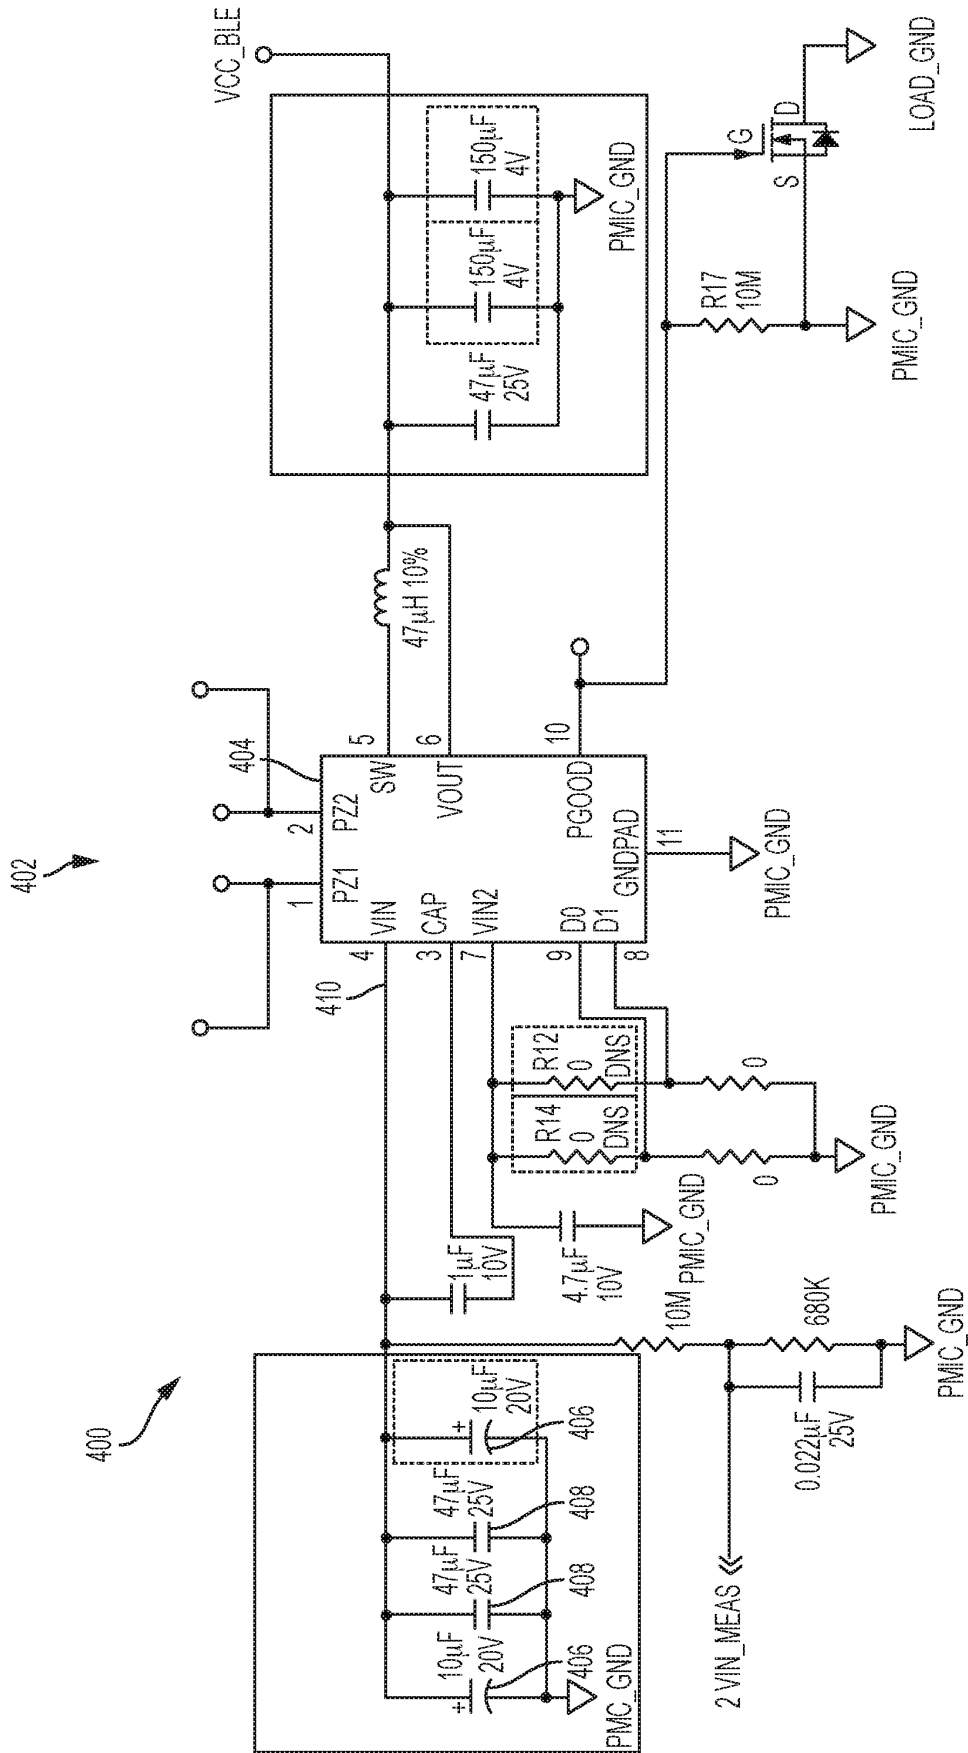 402
400
404
410
1
2
PZ1
PZ2
4
VIN
3
CAP
7
VIN2
9
D0
8
D1
5
SW
6
VOUT
10
PGOOD
GNDPAD
11
PMIC_GND
10µF
20V
+
406
47µF
25V
408
47µF
25V
408
10µF
20V
+
406
PMC_GND
1µF
10V
4.7µF
10V
PMIC_GND
R14
0
DNS
R12
0
DNS
0
0
PMIC_GND
10M
680K
0.022µF
25V
PMIC_GND
2 VIN_MEAS
47µH 10%
47µF
25V
150µF
4V
150µF
4V
PMIC_GND
VCC_BLE
R17
10M
PMIC_GND
G
S
D
LOAD_GND